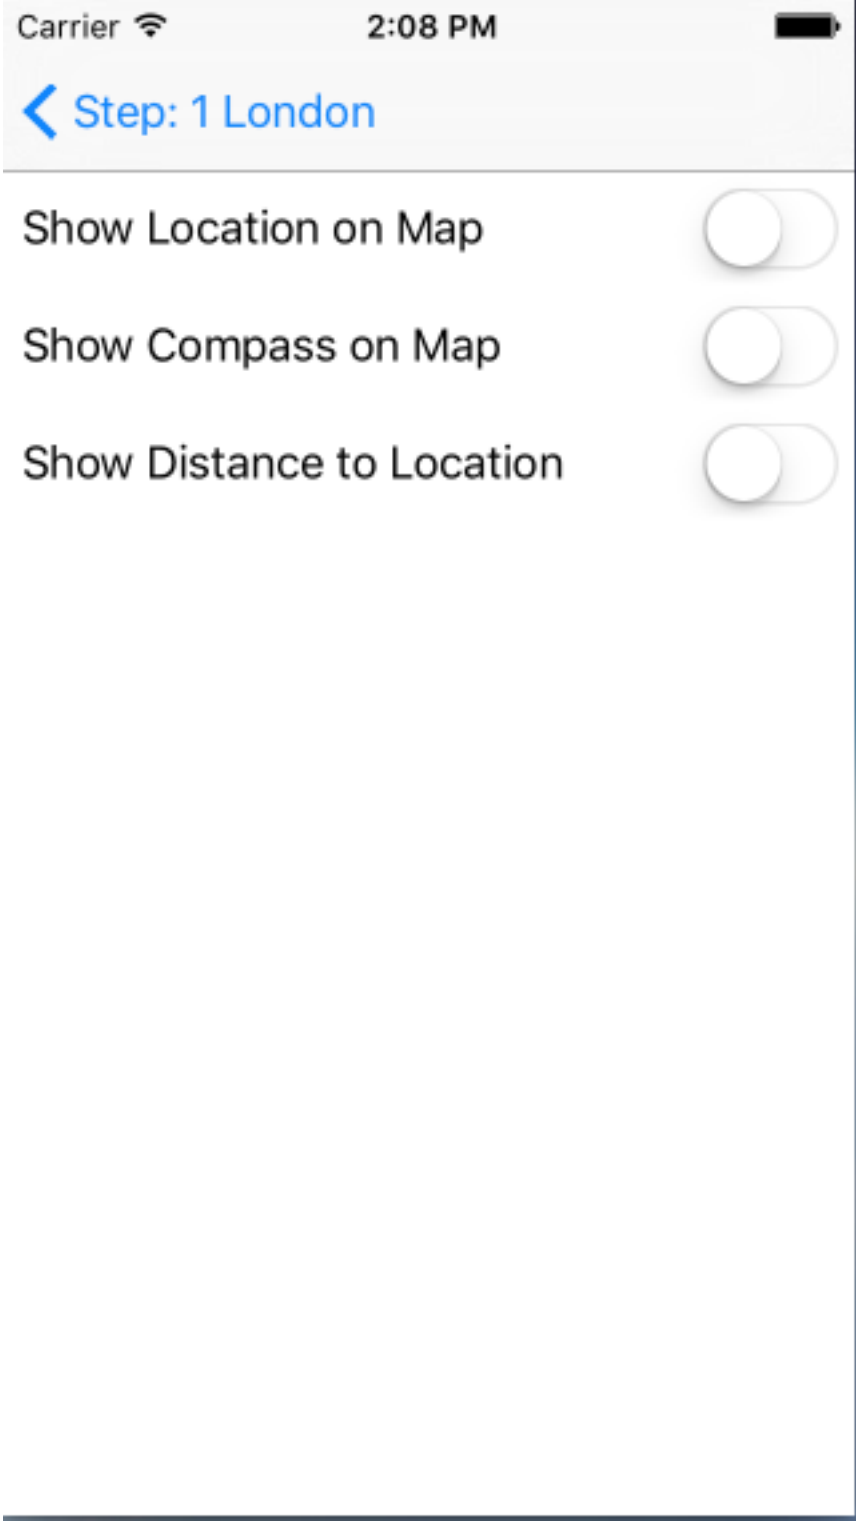 Carrier 2:08 PM
Step: 1 London
Show Location on Map
Show Compass on Map
Show Distance to Location